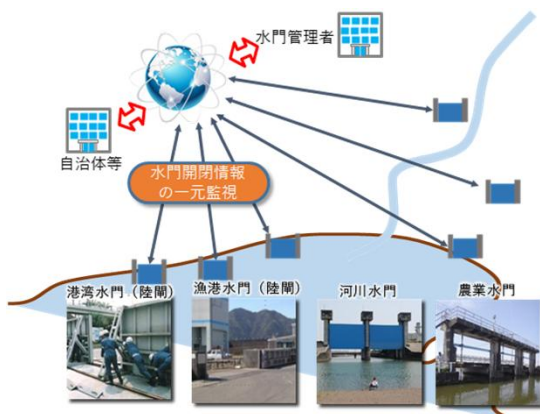 水門管理者
自治体等
水門開閉情報
の一元監視
港湾水門（陸閘）
漁港水門（陸閘）
河川水門
農業水門